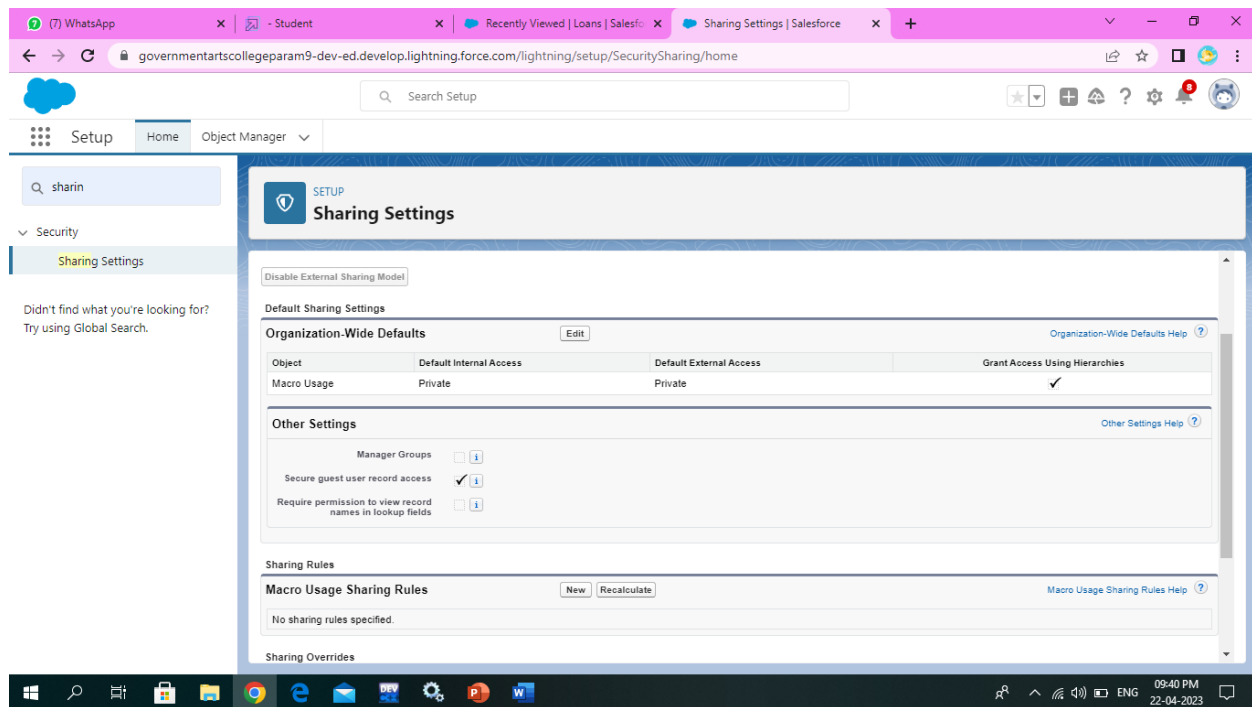 (7) WhatsApp
- Student
Recently Viewed | Loans | Salesfo
Sharing Settings | Salesforce
governmentartscollegeparam9-dev-ed.develop.lightning.force.com/lightning/setup/SecuritySharing/home
Search Setup
8
Setup
Home
Object Manager
sharin
Security
Sharing Settings
Didn't find what you're looking for?
Try using Global Search.
SETUP
Sharing Settings
Disable External Sharing Model
Default Sharing Settings
Organization-Wide Defaults Edit Organization-Wide Defaults Help ?
Object Default Internal Access Default External Access Grant Access Using Hierarchies
Macro Usage Private Private
Other Settings Other Settings Help ?
Manager Groups
Secure guest user record access
Require permission to view record
names in lookup fields
Sharing Rules
Macro Usage Sharing Rules New Recalculate Macro Usage Sharing Rules Help ?
No sharing rules specified.
Sharing Overrides
DEV
ENG
09:40 PM
22-04-2023